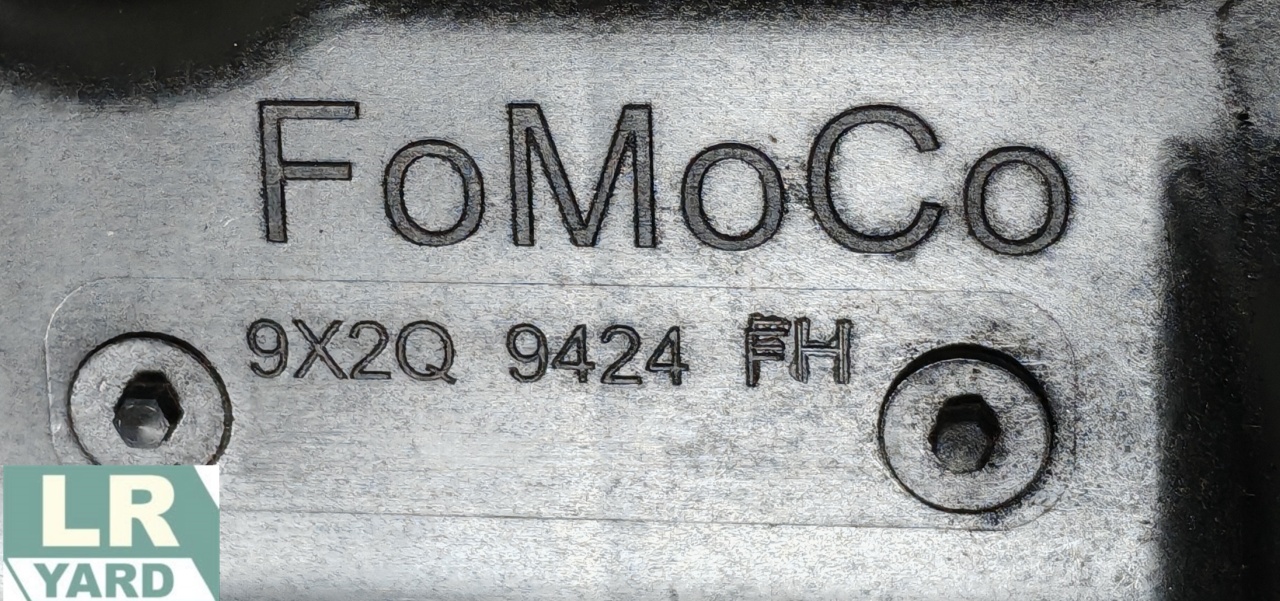 FoMoCo
9X2Q 9424 FH
LR
YARD